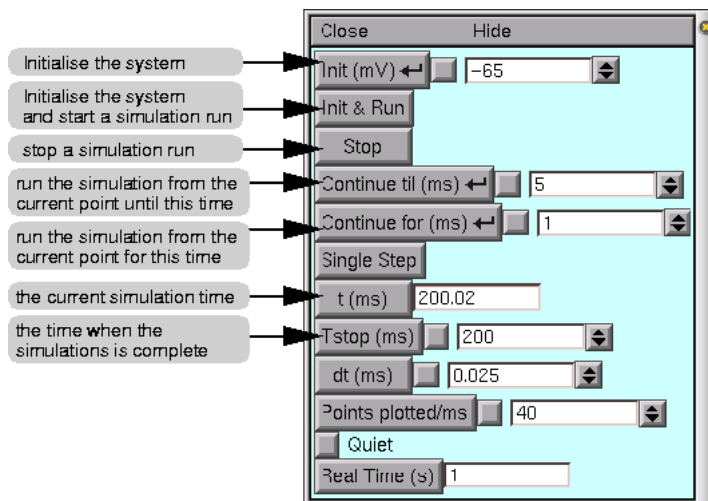 Close Hide
Initialise the system
Init (mV) -65
Initialise the system
and start a simulation run
Init & Run
stop a simulation run
Stop
run the simulation from the
current point until this time
Continue til (ms) 5
run the simulation from the
current point for this time
Continue for (ms) 1
Single Step
the current simulation time
t (ms) 200.02
the time when the
simulations is complete
Tstop (ms) 200
dt (ms) 0.025
Points plotted/ms 40
Quiet
Real Time (s) 1